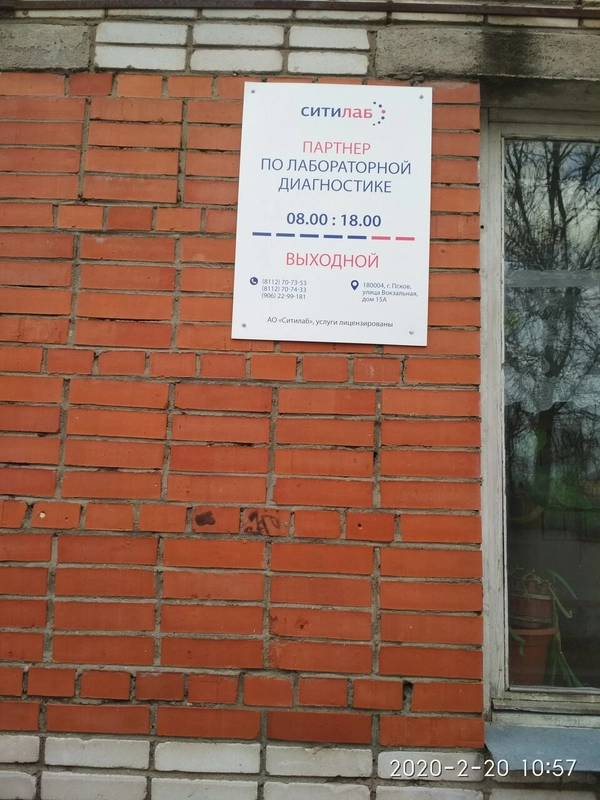 СИТИЛАБ
ПАРТНЕР
ПО ЛАБОРАТОРНОЙ
ДИАГНОСТИКЕ
08.00 : 18.00
ВЫХОДНОЙ
(8112) 70-73-53
(8112) 70-74-33
(906) 22-99-181
180004, г. Псков,
улица Вокзальная,
дом 15А
АО «Ситилаб», услуги лицензированы
2020-2-20 10:57